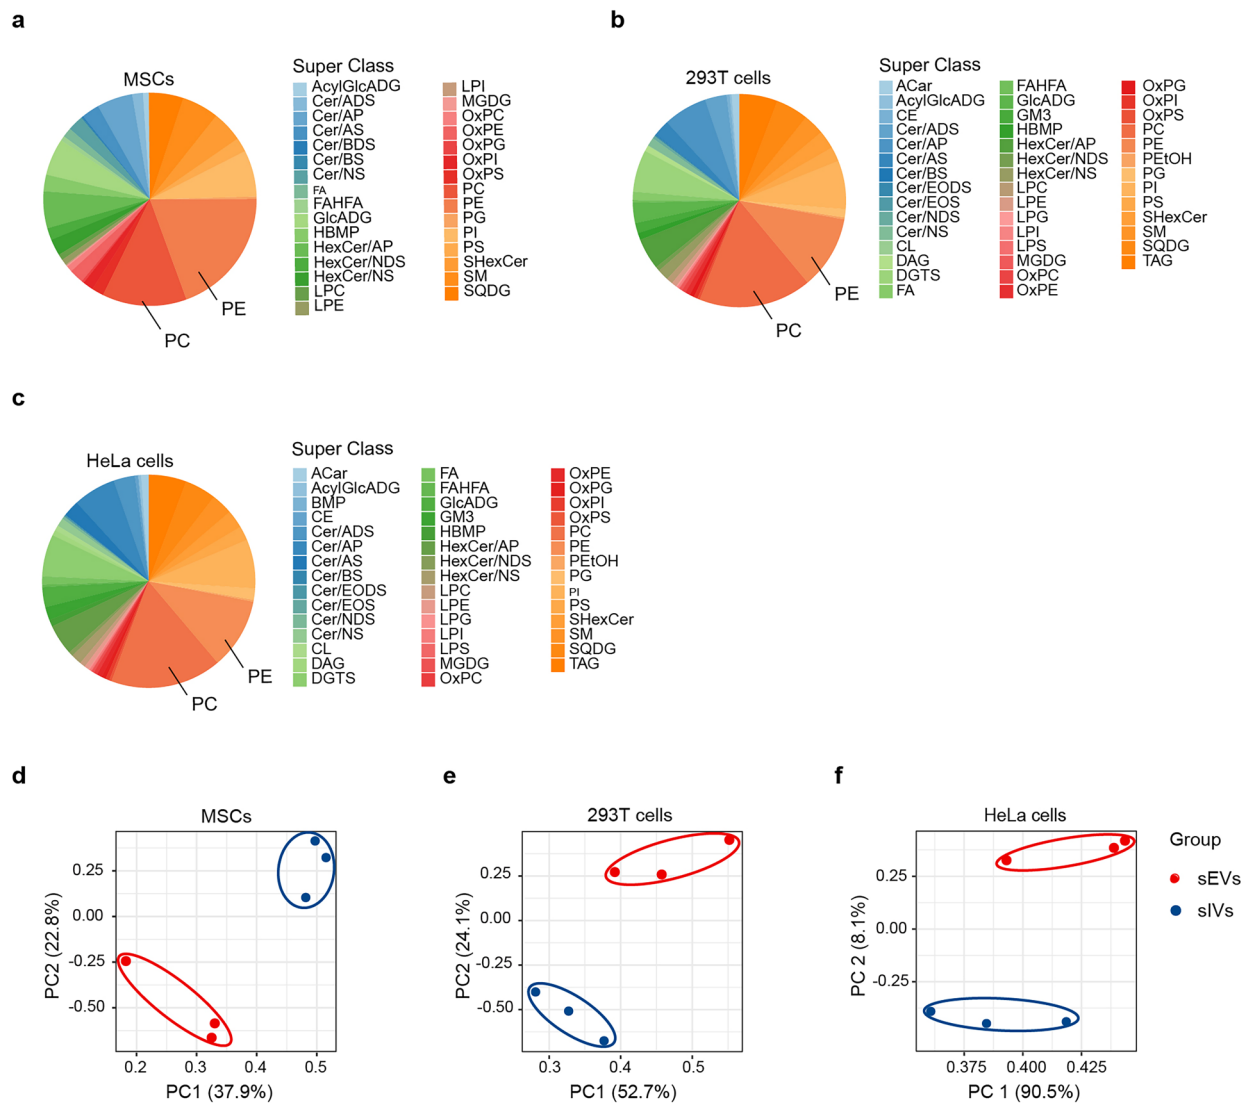 a
MSCs
Super Class
AcylGlcADG
Cer/ADS
Cer/AP
Cer/AS
Cer/BDS
Cer/BS
Cer/NS
FA
FAHFA
GlcADG
HBMP
HexCer/AP
HexCer/NDS
HexCer/NS
LPC
LPE
LPI
MGDG
OxPC
OxPE
OxPG
OxPI
OxPS
PC
PE
PG
PI
PS
SHexCer
SM
SQDG
PE
PC
b
293T cells
Super Class
ACar
AcylGlcADG
CE
Cer/ADS
Cer/AP
Cer/AS
Cer/BS
Cer/EODS
Cer/EOS
Cer/NDS
Cer/NS
CL
DAG
DGTS
FA
FAHFA
GlcADG
GM3
HBMP
HexCer/AP
HexCer/NDS
HexCer/NS
LPC
LPE
LPG
LPI
LPS
MGDG
OxPC
OxPE
OxPG
OxPI
OxPS
PC
PE
PEtOH
PG
PI
PS
SHexCer
SM
SQDG
TAG
PE
PC
c
HeLa cells
Super Class
ACar
AcylGlcADG
BMP
CE
Cer/ADS
Cer/AP
Cer/AS
Cer/BS
Cer/EODS
Cer/EOS
Cer/NDS
Cer/NS
CL
DAG
DGTS
FA
FAHFA
GlcADG
GM3
HBMP
HexCer/AP
HexCer/NDS
HexCer/NS
LPC
LPE
LPG
LPI
LPS
MGDG
OxPC
OxPE
OxPG
OxPI
OxPS
PC
PE
PEtOH
PG
PI
PS
SHexCer
SM
SQDG
TAG
PE
PC
d
MSCs
PC2 (22.8%)
0.25
0.00
-0.25
-0.50
0.2 0.3 0.4 0.5
PC1 (37.9%)
e
293T cells
PC2 (24.1%)
0.25
0.00
-0.25
-0.50
0.3 0.4 0.5
PC1 (52.7%)
f
HeLa cells
PC 2 (8.1%)
0.25
0.00
-0.25
0.375 0.400 0.425
PC 1 (90.5%)
Group
sEVs
sIVs